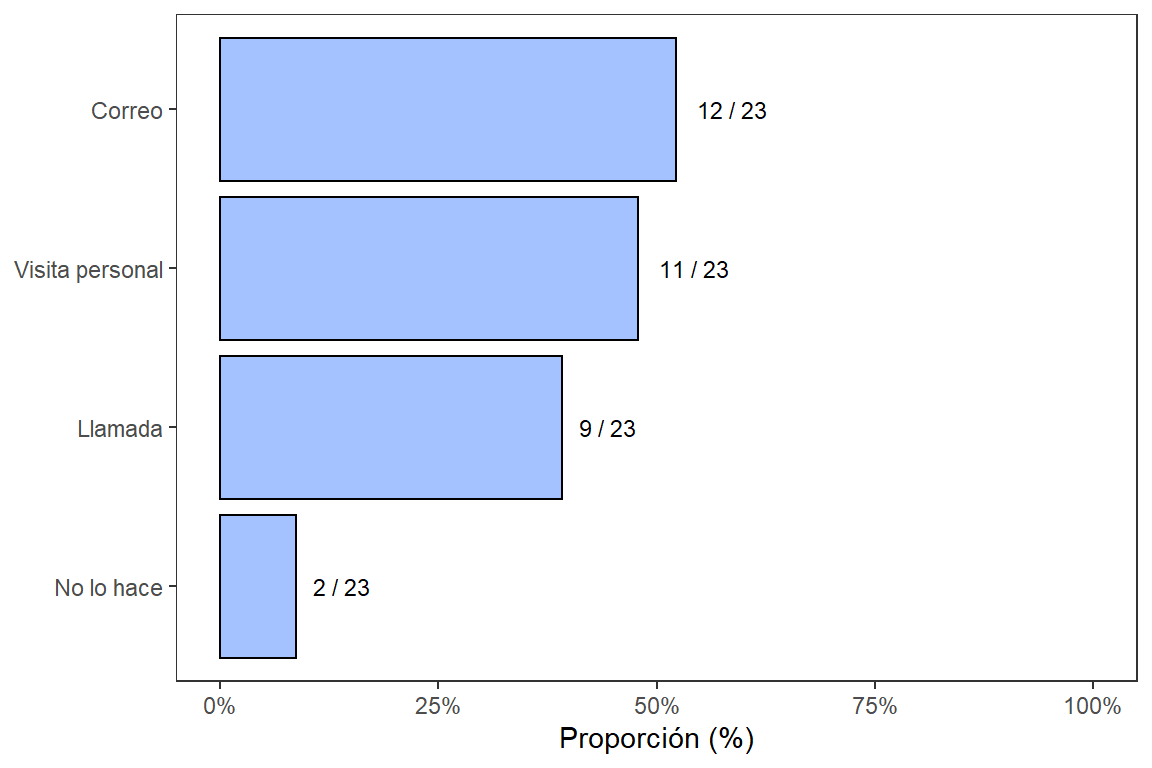 Correo
12 / 23
Visita personal
11 / 23
Llamada
9 / 23
No lo hace
2 / 23
0% 25% 50% 75% 100%
Proporción (%)